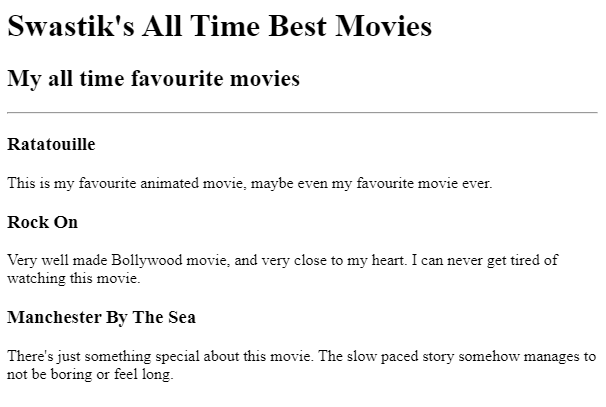 Swastik's All Time Best Movies
My all time favourite movies
Ratatouille
This is my favourite animated movie, maybe even my favourite movie ever.
Rock On
Very well made Bollywood movie, and very close to my heart. I can never get tired of
watching this movie.
Manchester By The Sea
There's just something special about this movie. The slow paced story somehow manages to
not be boring or feel long.